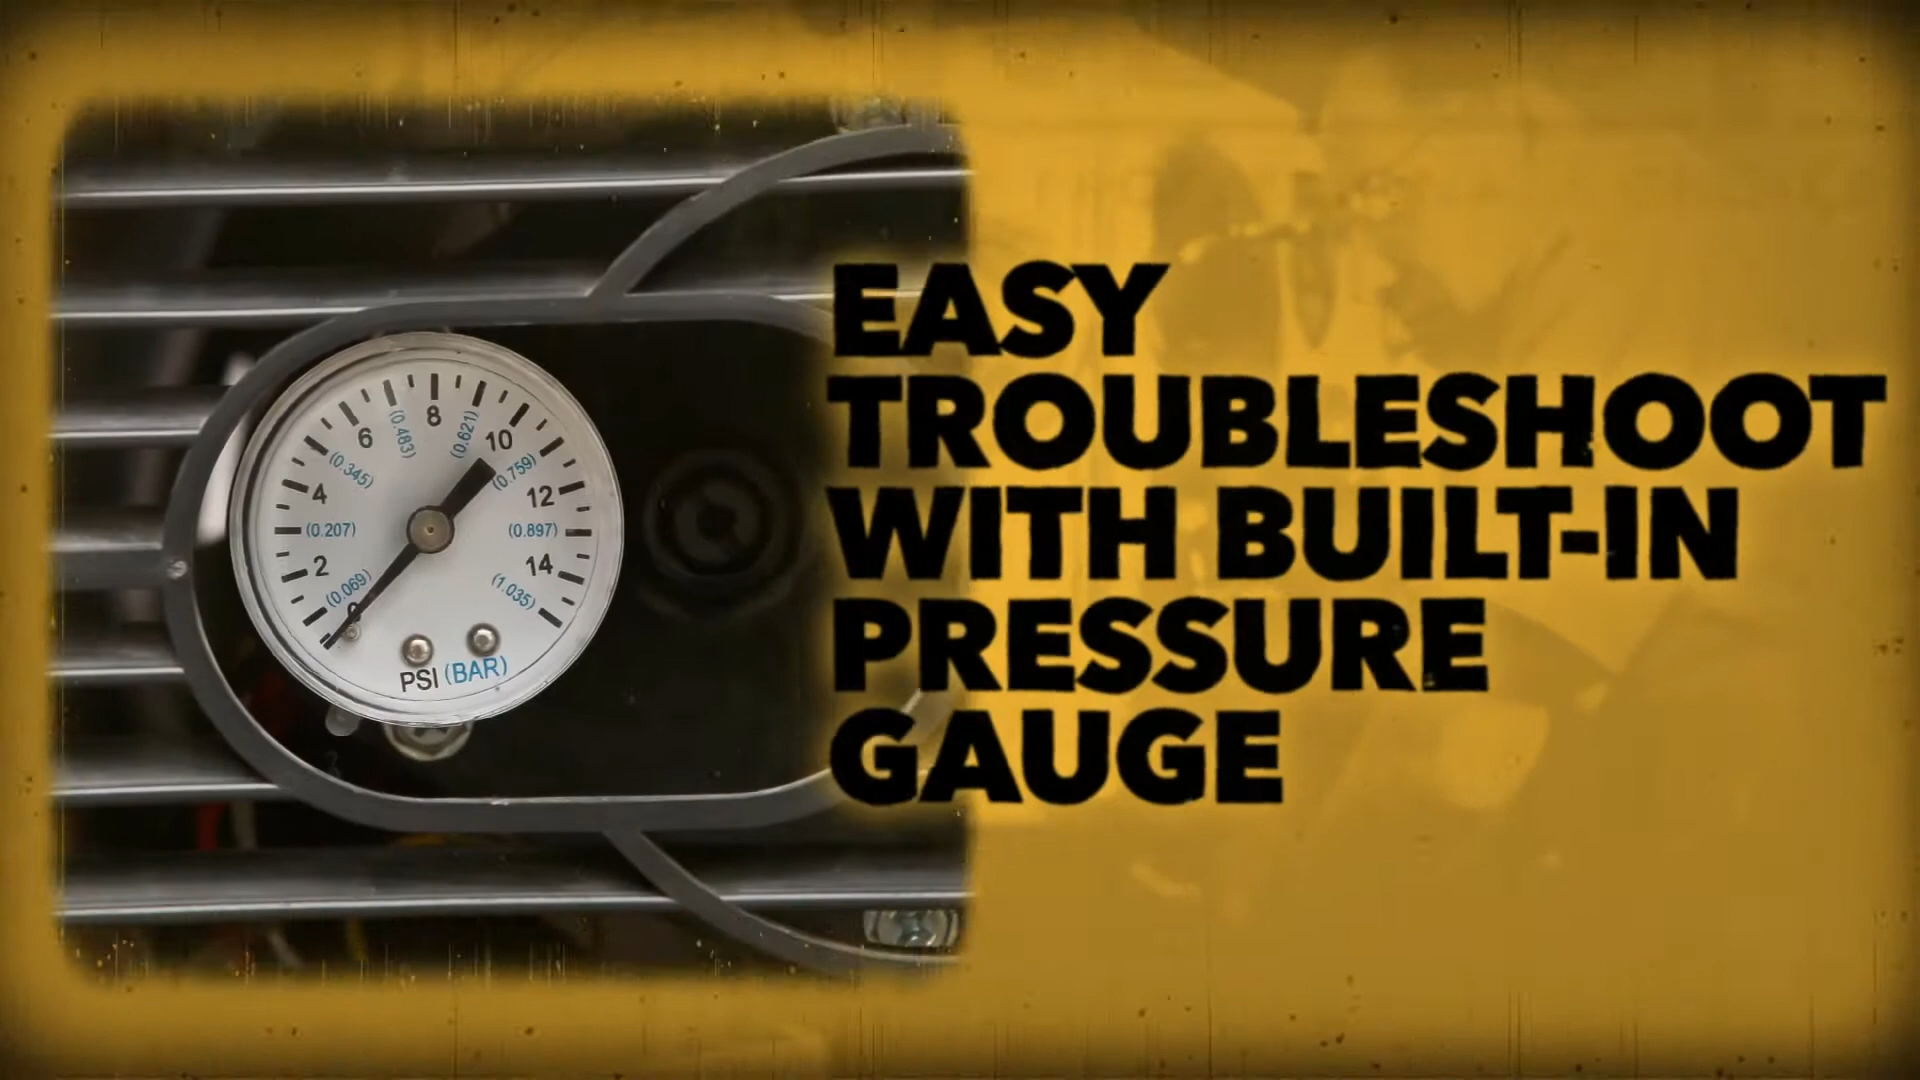 EASY
TROUBLESHOOT
WITH BUILT-IN
PRESSURE
GAUGE
0
(0.069)
2
(0.207)
4
(0.345)
6
(0.483)
8
(0.621)
10
(0.759)
12
(0.897)
14
(1.035)
PSI (BAR)